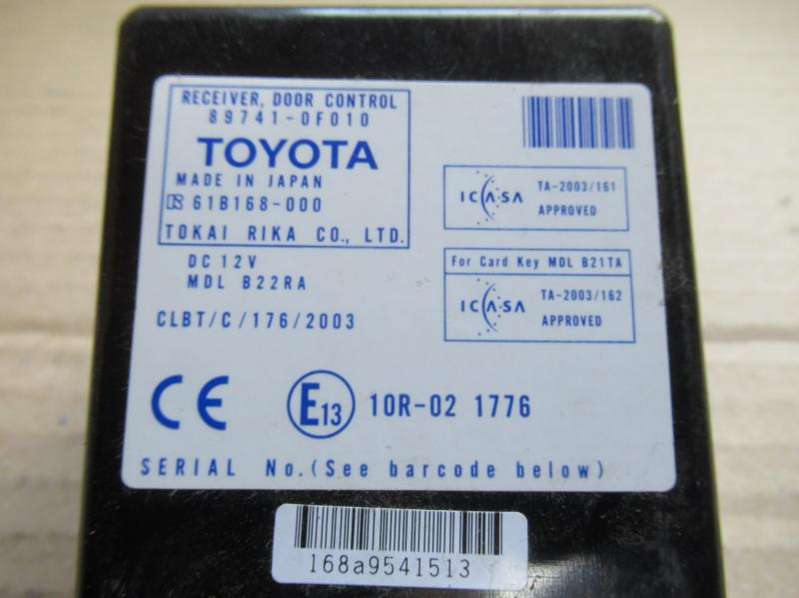 RECEIVER, DOOR CONTROL
89741-0F010
TOYOTA
MADE IN JAPAN
61B168-000
TOKAI RIKA CO., LTD.
DC 12V
MDL B22RA
CLBT/C/176/2003
ICASA
TA-2003/161
APPROVED
For Card Key MDL B21TA
ICASA
TA-2003/162
APPROVED
CE
E13 10R-02 1776
SERIAL No.(See barcode below)
168a9541513